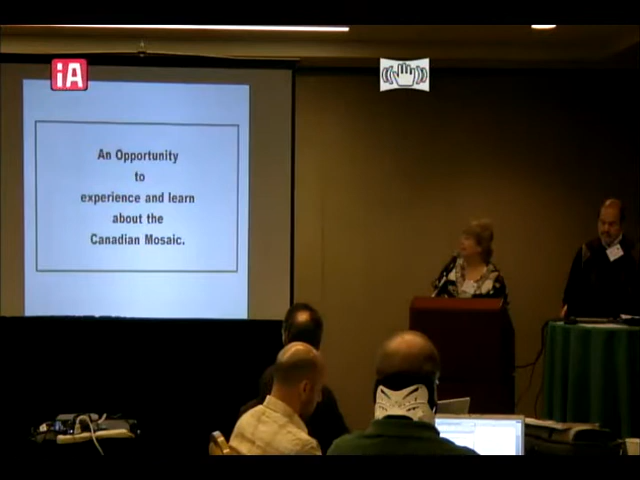 iA
An Opportunity
to
experience and learn
about the
Canadian Mosaic.